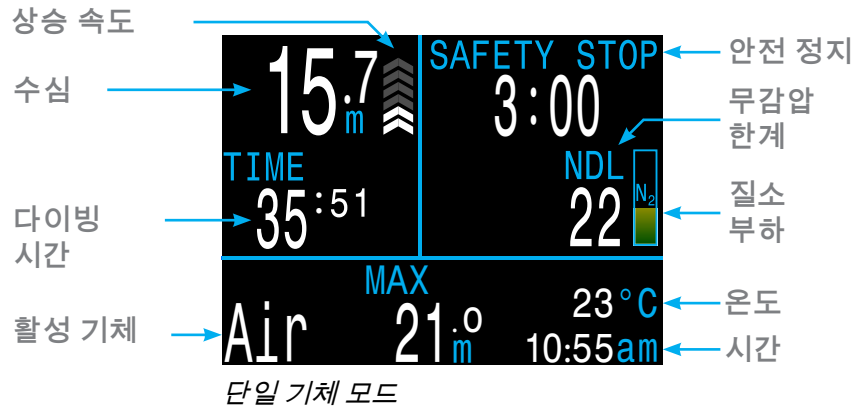 상승 속도
수심
다이빙
시간
활성 기체
15.7m
TIME
35:51
SAFETY STOP
3:00
NDL
22
N2
MAX
Air
21.0m
23°C
10:55am
안전 정지
무감압
한계
질소
부하
온도
시간
단일 기체 모드